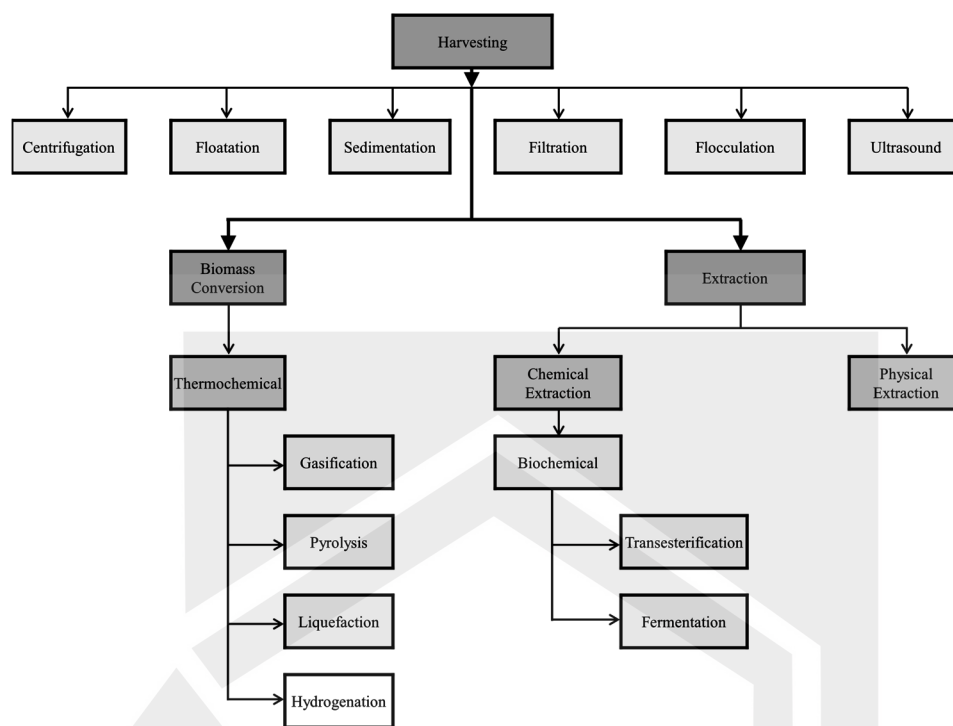 Harvesting
Centrifugation
Floatation
Sedimentation
Filtration
Flocculation
Ultrasound
Biomass
Conversion
Extraction
Thermochemical
Chemical
Extraction
Physical
Extraction
Gasification
Biochemical
Pyrolysis
Transesterification
Liquefaction
Fermentation
Hydrogenation